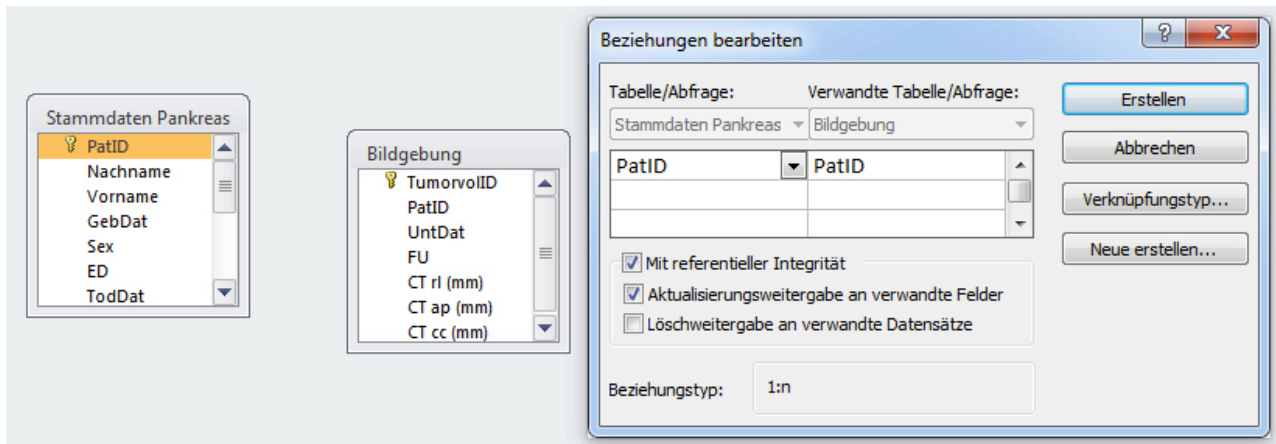 Stammdaten Pankreas
PatID
Nachname
Vorname
GebDat
Sex
ED
TodDat
Bildgebung
TumorvolID
PatID
UntDat
FU
CT rl (mm)
CT ap (mm)
CT cc (mm)
Beziehungen bearbeiten
Tabelle/Abfrage: Verwandte Tabelle/Abfrage:
Stammdaten Pankreas Bildgebung
PatID PatID
Mit referentieller Integrität
Aktualisierungsweitergabe an verwandte Felder
Löschweitergabe an verwandte Datensätze
Beziehungstyp: 1:n
Erstellen
Abbrechen
Verknüpfungstyp...
Neue erstellen...